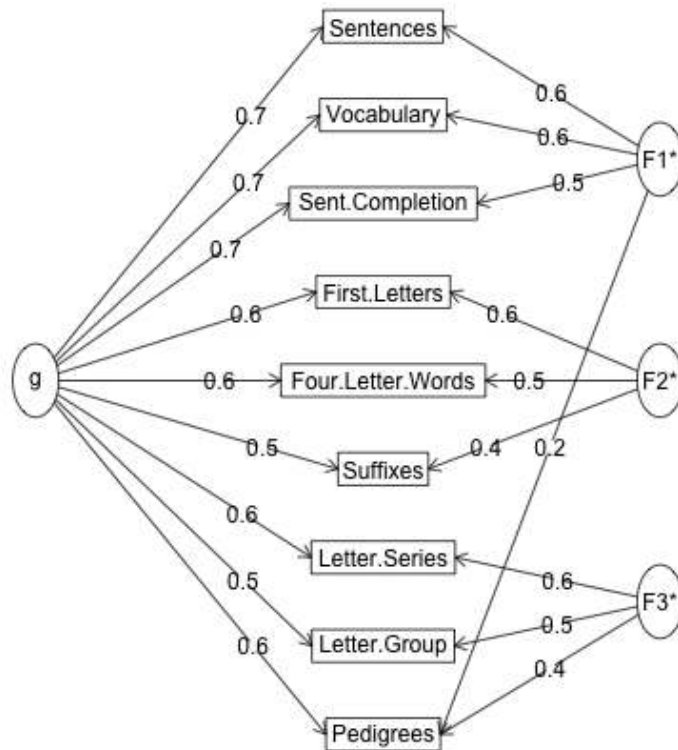 Sentences
0.7
0.6
Vocabulary
0.7
0.6
F1*
Sent.Completion
0.7
0.5
First.Letters
0.6
0.6
g
0.6
Four.Letter.Words
0.5
F2*
0.5
Suffixes
0.4
0.2
0.6
Letter.Series
0.6
F3*
0.5
Letter.Group
0.5
0.6
0.4
Pedigrees